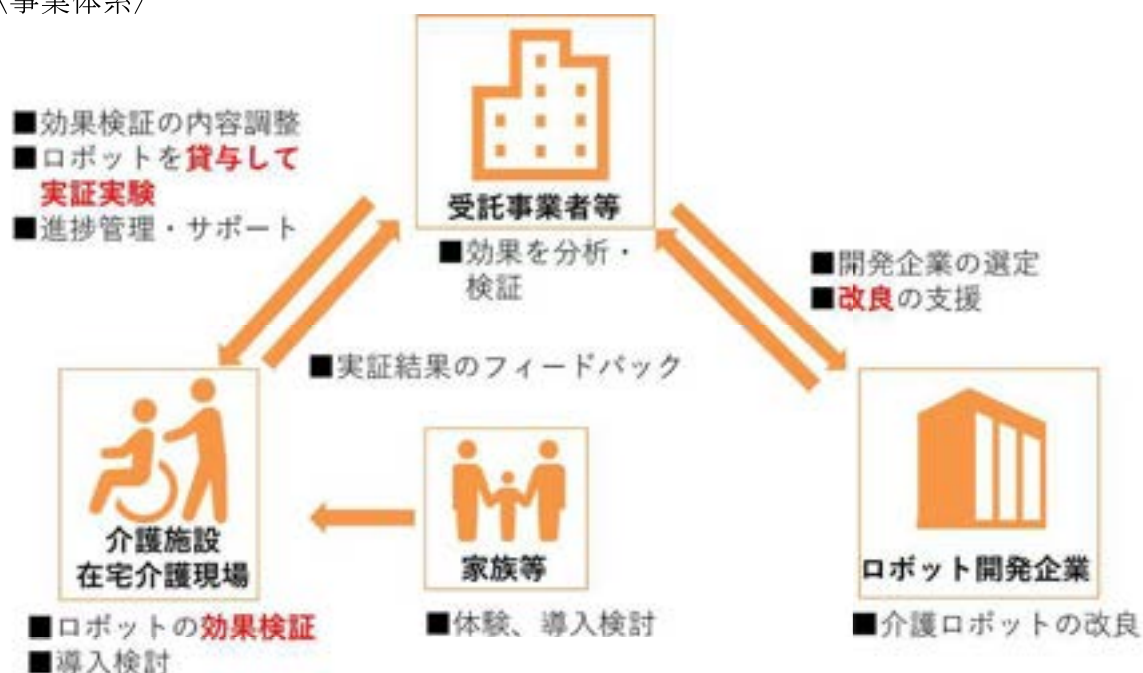 〈事業体系〉
■効果検証の内容調整
■ロボットを貸与して
実証実験
■進捗管理・サポート
受託事業者等
■効果を分析・
検証
■開発企業の選定
■改良の支援
■実証結果のフィードバック
介護施設
在宅介護現場
■ロボットの効果検証
■導入検討
家族等
■体験、導入検討
ロボット開発企業
■介護ロボットの改良